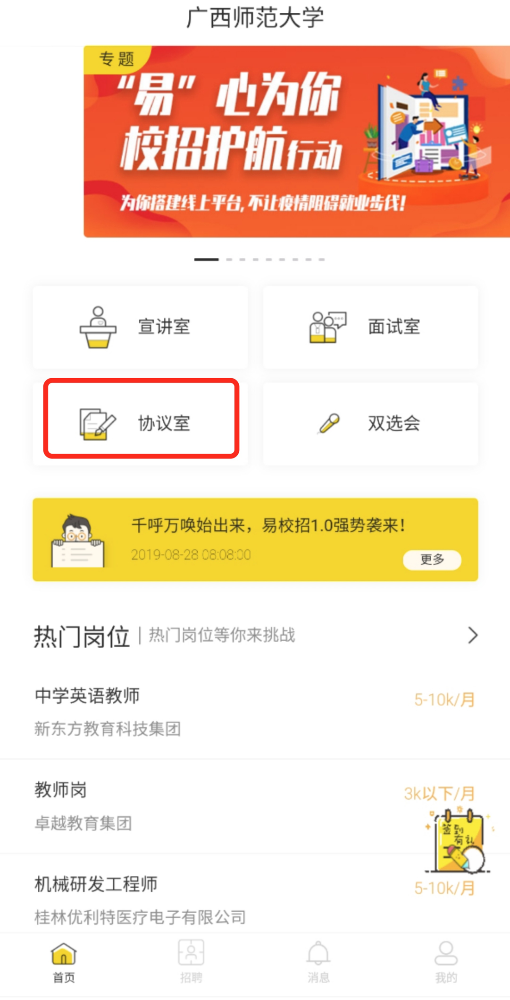 广西师范大学
专题
“易”心为你
校招护航行动
为你搭建线上平台,不让疫情阻碍就业步伐!
宣讲室
面试室
协议室
双选会
千呼万唤始出来，易校招1.0强势袭来！
2019-08-28 08:08:00
更多
热门岗位 | 热门岗位等你来挑战
中学英语教师
5-10k/月
新东方教育科技集团
教师岗
3k以下/月
卓越教育集团
签到
有礼
机械研发工程师
5-10k/月
桂林优利特医疗电子有限公司
首页
招聘
消息
我的